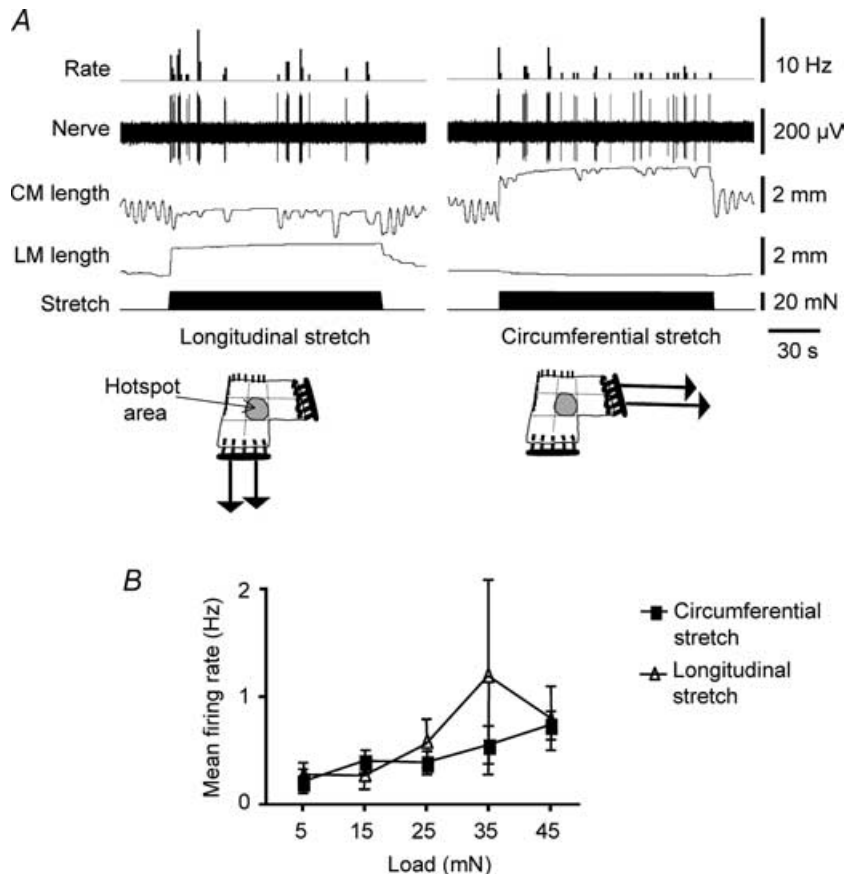 A
Rate
10 Hz
Nerve
200 µV
CM length
2 mm
LM length
2 mm
Stretch
20 mN
Longitudinal stretch
Circumferential stretch
30 s
Hotspot
area
B
Mean firing rate (Hz)
2
1
0
5 15 25 35 45
Load (mN)
Circumferential
stretch
Longitudinal
stretch